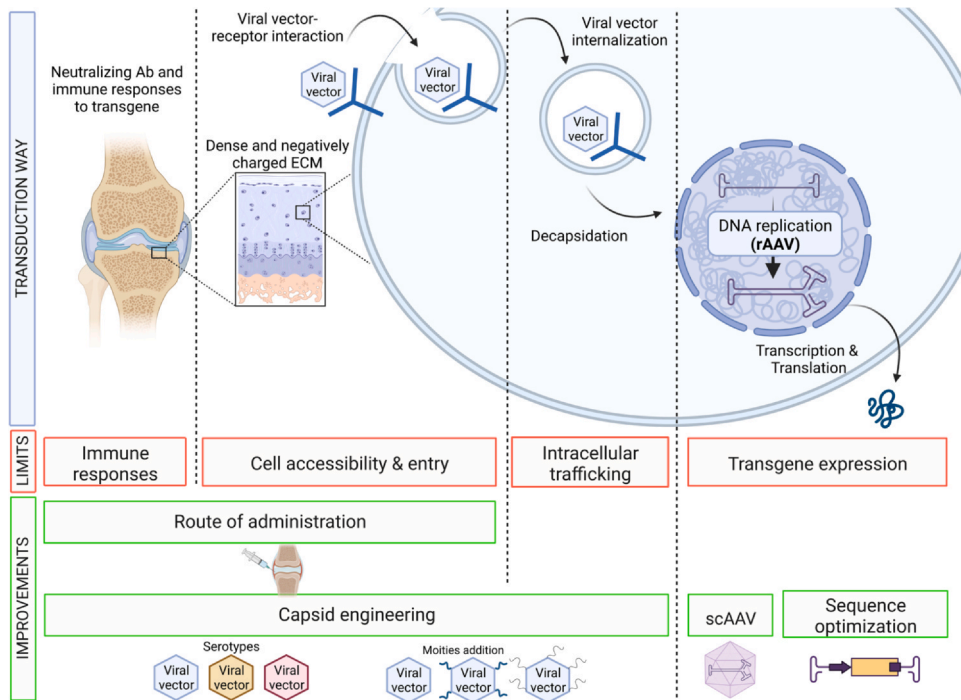 TRANSDUCTION WAY
Neutralizing Ab and
immune responses
to transgene
Viral vector-
receptor interaction
Viral
vector
Viral
vector
Dense and negatively
charged ECM
Viral vector
internalization
Viral
vector
Decapsidation
DNA replication
(rAAV)
Transcription &
Translation
LIMITS
Immune
responses
Cell accessibility & entry
Intracellular
trafficking
Transgene expression
IMPROVEMENTS
Route of administration
Capsid engineering
Serotypes
Viral
vector
Viral
vector
Viral
vector
Moities addition
Viral
vector
Viral
vector
Viral
vector
scAAV
Sequence
optimization